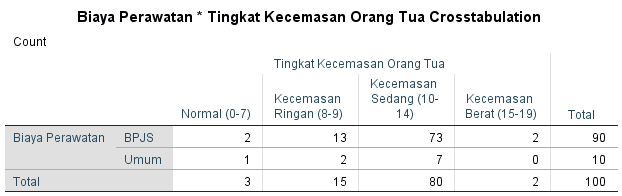 Biaya Perawatan * Tingkat Kecemasan Orang Tua Crosstabulation
Count
Tingkat Kecemasan Orang Tua
Normal (0-7) Kecemasan Ringan (8-9) Kecemasan Sedang (10-14) Kecemasan Berat (15-19) Total
Biaya Perawatan BPJS 2 13 73 2 90
Umum 1 2 7 0 10
Total 3 15 80 2 100